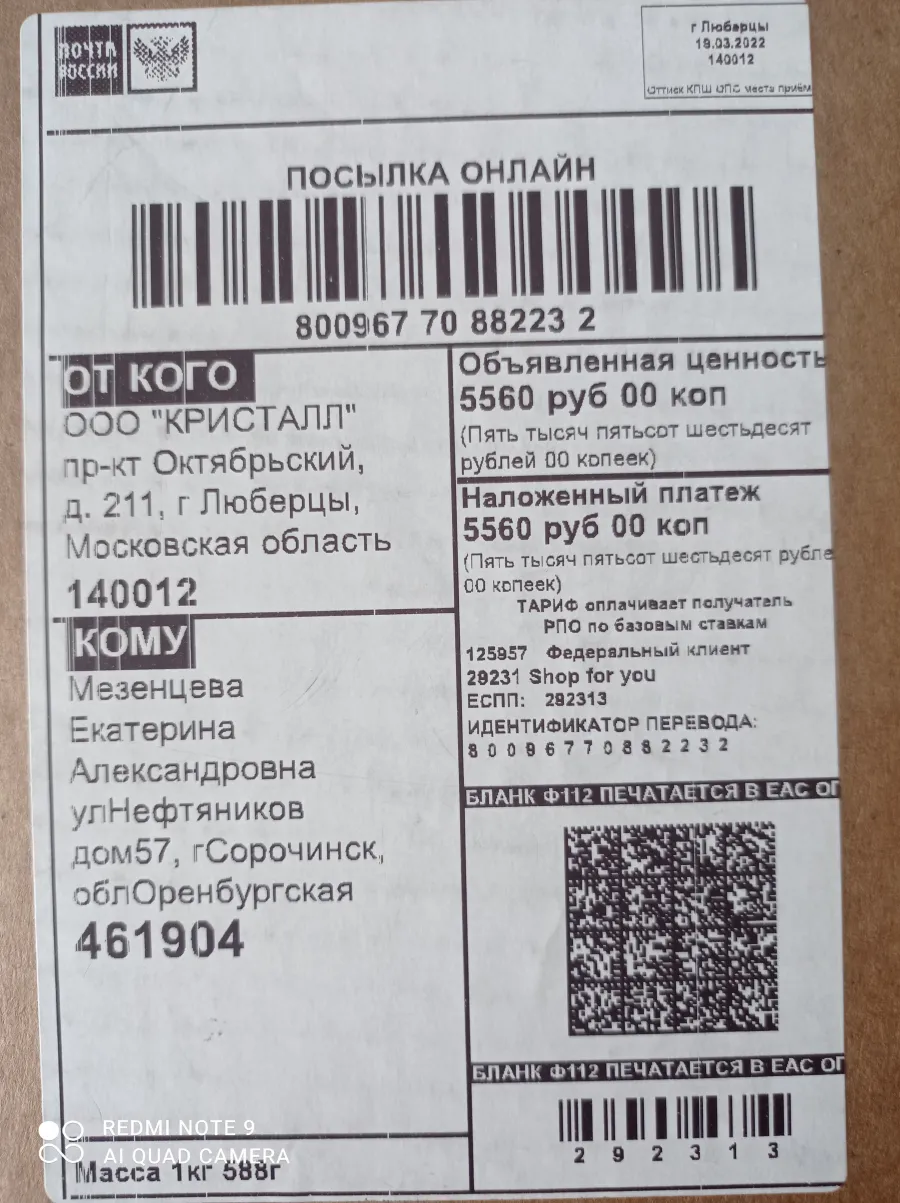 ПОЧТА
РОССИИ
г Люберцы
19.03.2022
140012
Оттиск КПШ ОПС места приём
ПОСЫЛКА ОНЛАЙН
800967 70 88223 2
ОТ КОГО
ООО "КРИСТАЛЛ"
пр-кт Октябрьский,
д. 211, г Люберцы,
Московская область
140012
КОМУ
Мезенцева
Екатерина
Александровна
улНефтяников
дом57, гСорочинск,
облОренбургская
461904
Масса 1кг 588г
Объявленная ценность
5560 руб 00 коп
(Пять тысяч пятьсот шестьдесят
рублей 00 копеек)
Наложенный платеж
5560 руб 00 коп
(Пять тысяч пятьсот шестьдесят рубле
00 копеек)
ТАРИФ оплачивает получатель
РПО по базовым ставкам
125957 Федеральный клиент
29231 Shop for you
ЕСПП: 292313
ИДЕНТИФИКАТОР ПЕРЕВОДА:
8 0 0 9 6 7 7 0 8 8 2 2 3 2
БЛАНК Ф112 ПЕЧАТАЕТСЯ В ЕАС ОП
БЛАНК Ф112 ПЕЧАТАЕТСЯ В ЕАС ОП
2 9 2 3 1 3
REDMI NOTE 9
AI QUAD CAMERA